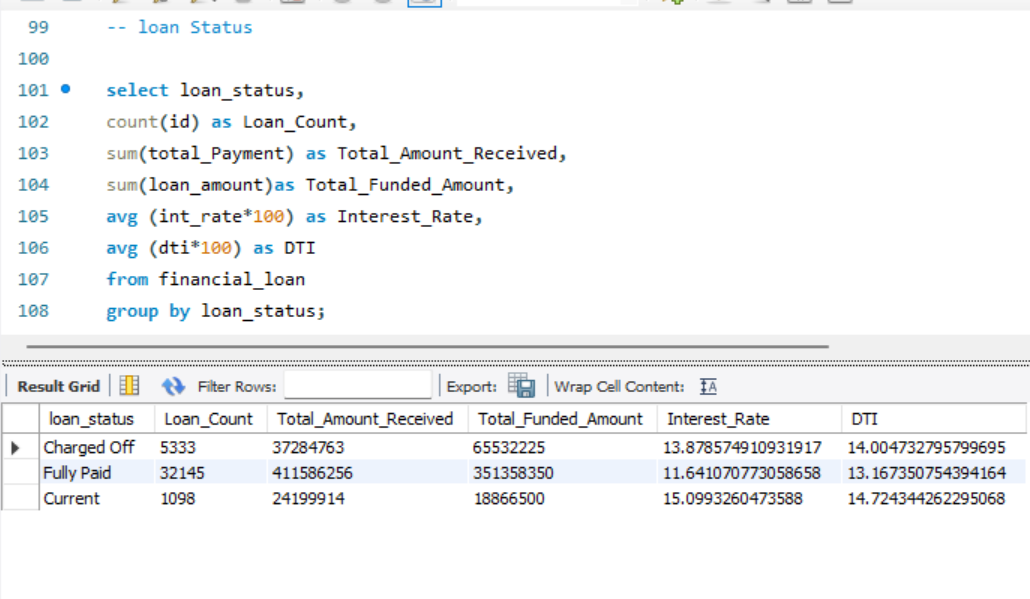 99 -- loan Status
100
101 select loan_status,
102 count(id) as Loan_Count,
103 sum(total_Payment) as Total_Amount_Received,
104 sum(loan_amount)as Total_Funded_Amount,
105 avg (int_rate*100) as Interest_Rate,
106 avg (dti*100) as DTI
107 from financial_loan
108 group by loan_status;
Result Grid Filter Rows: Export: Wrap Cell Content: IA
loan_status Loan_Count Total_Amount_Received Total_Funded_Amount Interest_Rate DTI
Charged Off 5333 37284763 65532225 13.878574910931917 14.004732795799695
Fully Paid 32145 411586256 351358350 11.641070773058658 13.167350754394164
Current 1098 24199914 18866500 15.0993260473588 14.724344262295068